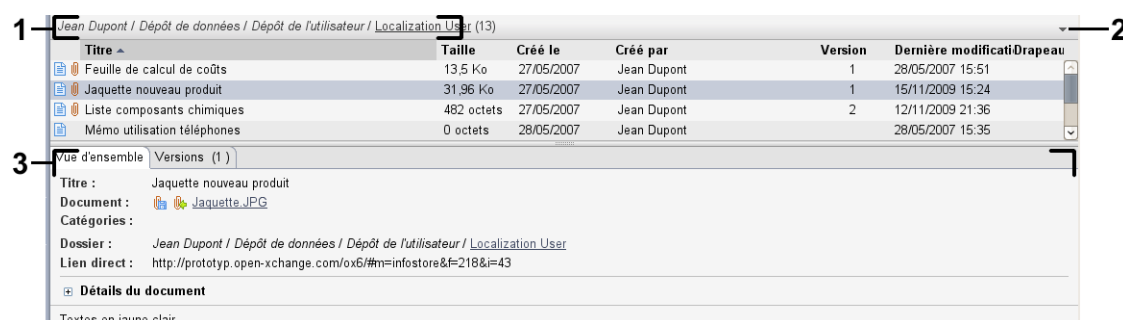 1 Jean Dupont / Dépôt de données / Dépôt de l'utilisateur / Localization User (13) 2
Titre Taille Créé le Créé par Version Dernière modificati Drapeau
Feuille de calcul de coûts 13,5 Ko 27/05/2007 Jean Dupont 1 28/05/2007 15:51
Jaquette nouveau produit 31,96 Ko 27/05/2007 Jean Dupont 1 15/11/2009 15:24
Liste composants chimiques 482 octets 27/05/2007 Jean Dupont 2 12/11/2009 21:36
Mémo utilisation téléphones 0 octets 28/05/2007 Jean Dupont 28/05/2007 15:35
3 Vue d'ensemble Versions (1 )
Titre : Jaquette nouveau produit
Document : Jaquette.JPG
Catégories :
Dossier : Jean Dupont / Dépôt de données / Dépôt de l'utilisateur / Localization User
Lien direct : http://prototyp.open-xchange.com/ox6/#m=infostore&f=218&i=43
Détails du document
Textes en jaune clair